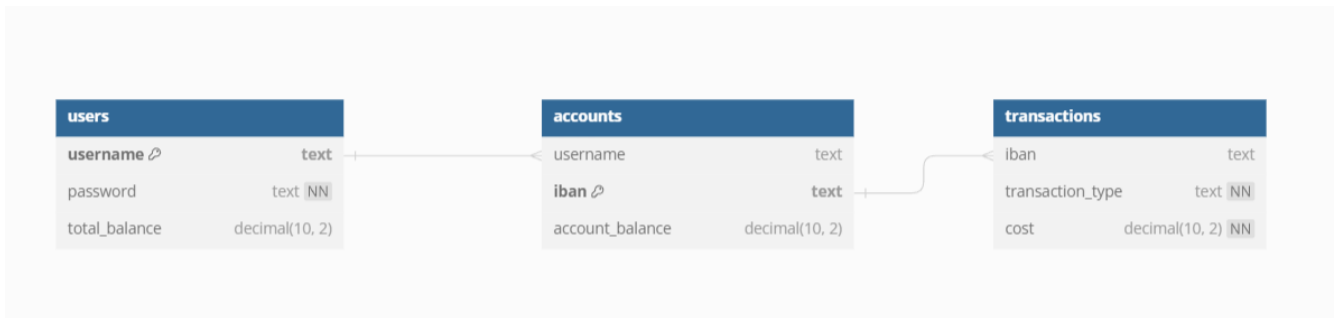 users
username text
password text NN
total_balance decimal(10, 2)
accounts
username text
iban text
account_balance decimal(10, 2)
transactions
iban text
transaction_type text NN
cost decimal(10, 2) NN